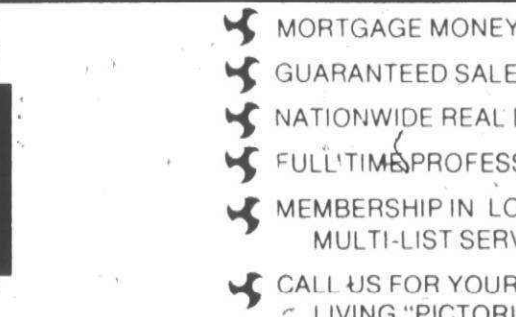 MORTGAGE MONEY
GUARANTEED SALE
NATIONWIDE REAL
FULL TIME PROFESS
MEMBERSHIP IN LO
MULTI-LIST SERV
CALL US FOR YOUR
LIVING "PICTORI